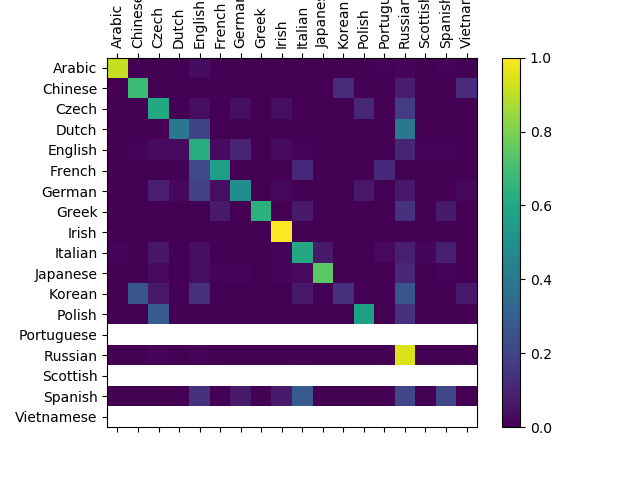 Arabic
Chinese
Czech
Dutch
English
French
German
Greek
Irish
Italian
Japanes
Korean
Polish
Portugu
Russian
Scottish
Spanish
Vietnam
Arabic
Chinese
Czech
Dutch
English
French
German
Greek
Irish
Italian
Japanese
Korean
Polish
Portuguese
Russian
Scottish
Spanish
Vietnamese
1.0
0.8
0.6
0.4
0.2
0.0